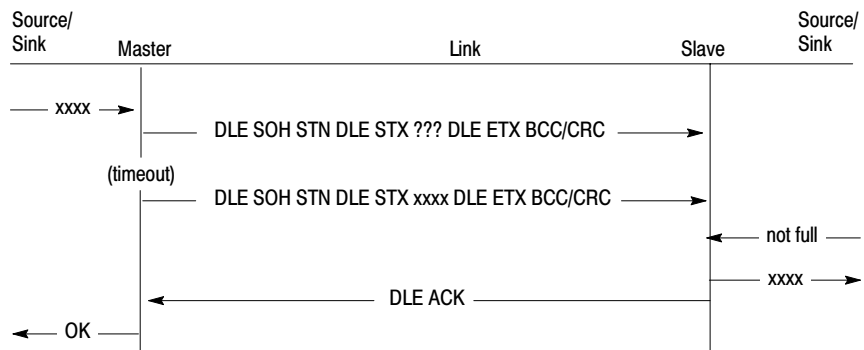 Source/
Sink
Master
Link
Slave
Source/
Sink
xxxx
DLE SOH STN DLE STX ??? DLE ETX BCC/CRC
(timeout)
DLE SOH STN DLE STX xxxx DLE ETX BCC/CRC
not full
xxxx
DLE ACK
OK